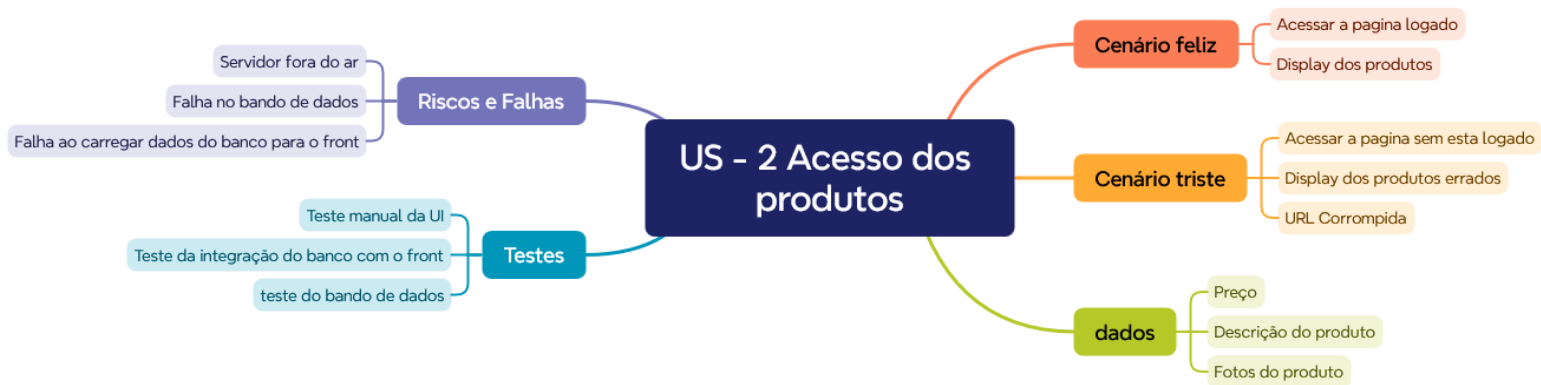 US - 2 Acesso dos
produtos
Riscos e Falhas
Servidor fora do ar
Falha no bando de dados
Falha ao carregar dados do banco para o front
Testes
Teste manual da UI
Teste da integração do banco com o front
teste do bando de dados
Cenário feliz
Acessar a pagina logado
Display dos produtos
Cenário triste
Acessar a pagina sem esta logado
Display dos produtos errados
URL Corrompida
dados
Preço
Descrição do produto
Fotos do produto